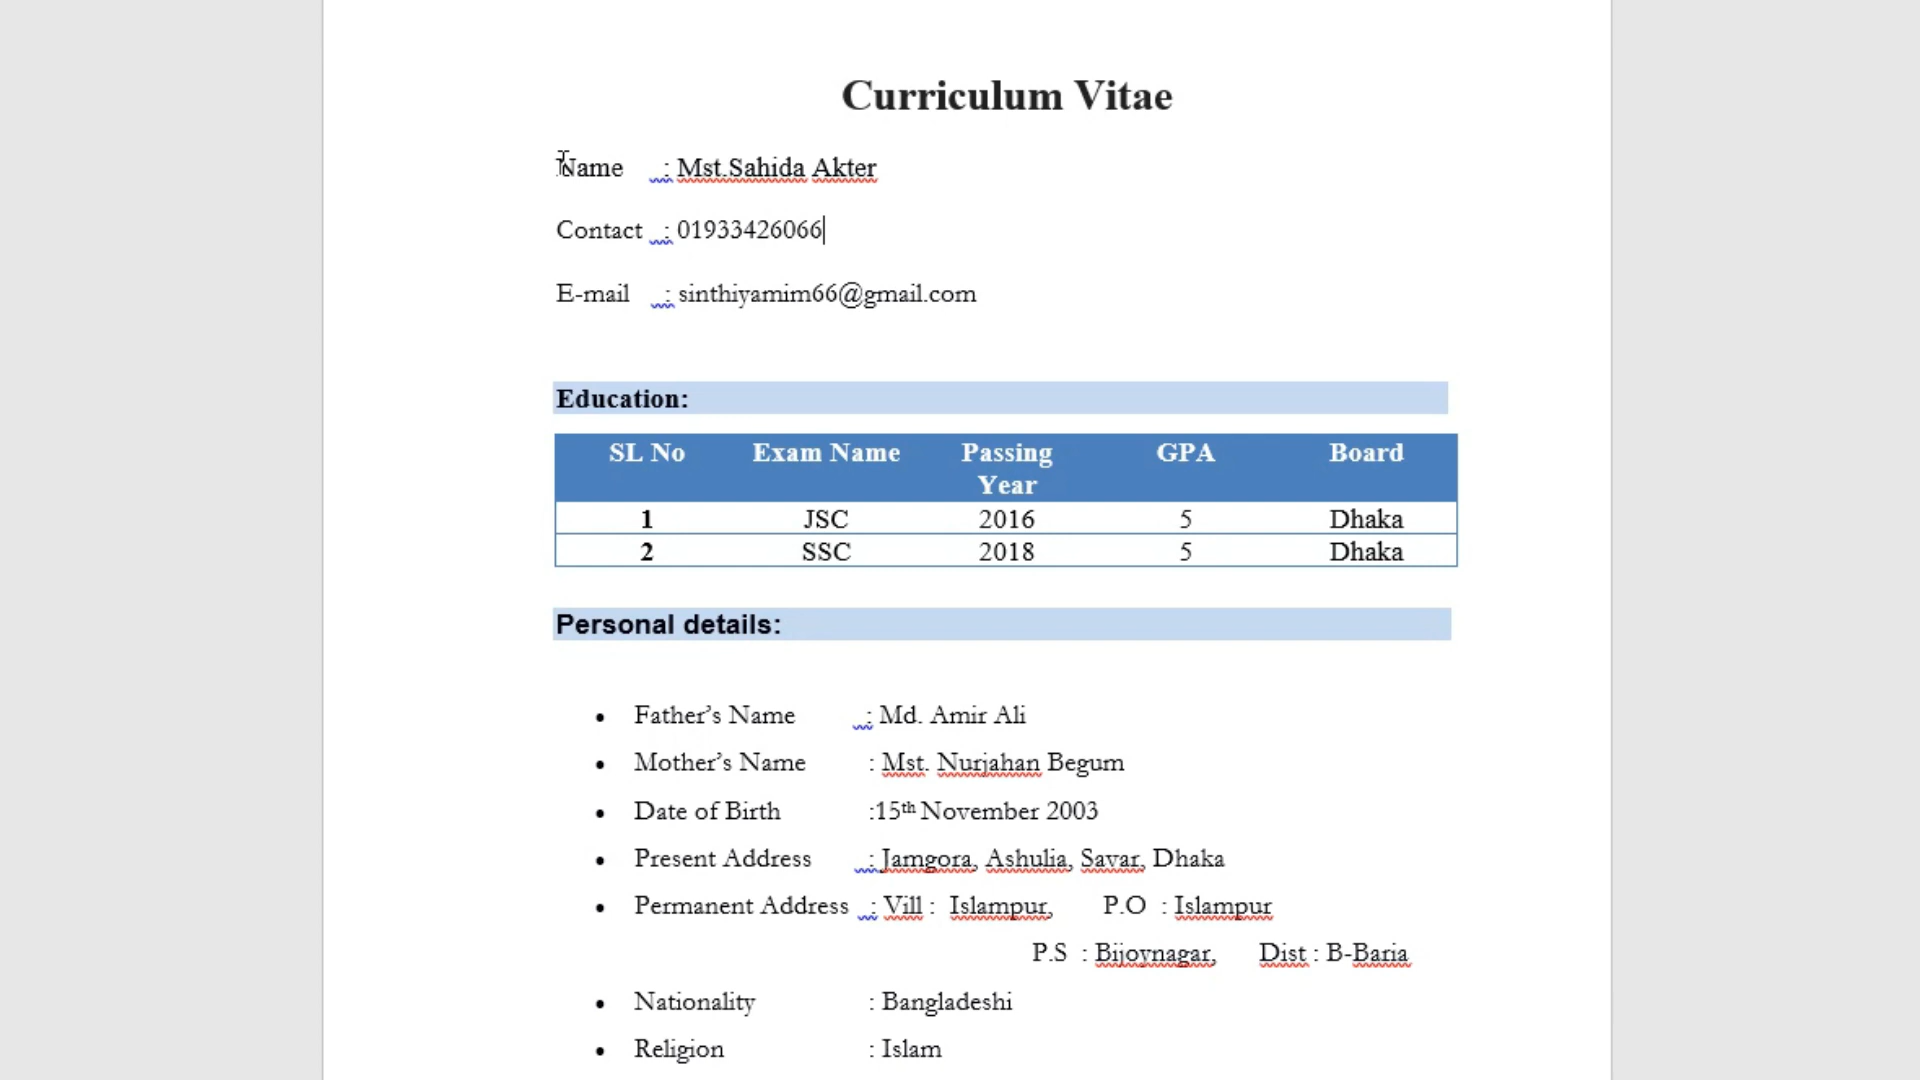 Curriculum Vitae
Name : Mst.Sahida Akter
Contact : 01933426066
E-mail : sinthiyamim66@gmail.com
Education:
SL No Exam Name Passing Year GPA Board
1 JSC 2016 5 Dhaka
2 SSC 2018 5 Dhaka
Personal details:
• Father’s Name : Md. Amir Ali
• Mother’s Name : Mst. Nurjahan Begum
• Date of Birth :15th November 2003
• Present Address : Jamgora, Ashulia, Savar, Dhaka
• Permanent Address : Vill : Islampur, P.O : Islampur
P.S : Bijoynagar, Dist : B-Baria
• Nationality : Bangladeshi
• Religion : Islam